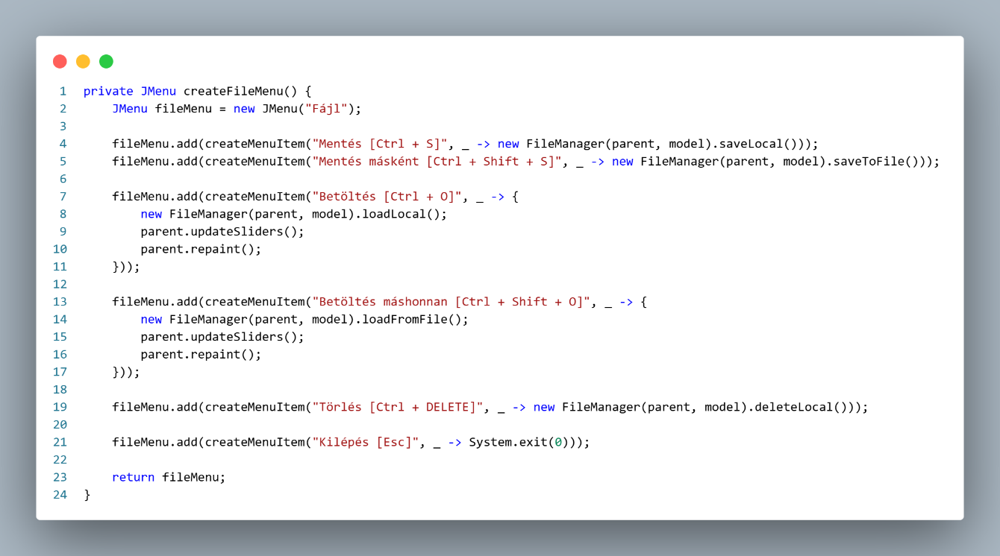 1 private JMenu createFileMenu() {
2     JMenu fileMenu = new JMenu("Fájl");
3
4     fileMenu.add(createMenuItem("Mentés [Ctrl + S]", _ -> new FileManager(parent, model).saveLocal()));
5     fileMenu.add(createMenuItem("Mentés másként [Ctrl + Shift + S]", _ -> new FileManager(parent, model).saveToFile()));
6
7     fileMenu.add(createMenuItem("Betöltés [Ctrl + O]", _ -> {
8         new FileManager(parent, model).loadLocal();
9         parent.updateSliders();
10         parent.repaint();
11     }));
12
13     fileMenu.add(createMenuItem("Betöltés máshonnan [Ctrl + Shift + O]", _ -> {
14         new FileManager(parent, model).loadFromFile();
15         parent.updateSliders();
16         parent.repaint();
17     }));
18
19     fileMenu.add(createMenuItem("Törlés [Ctrl + DELETE]", _ -> new FileManager(parent, model).deleteLocal()));
20
21     fileMenu.add(createMenuItem("Kilépés [Esc]", _ -> System.exit(0)));
22
23     return fileMenu;
24 }